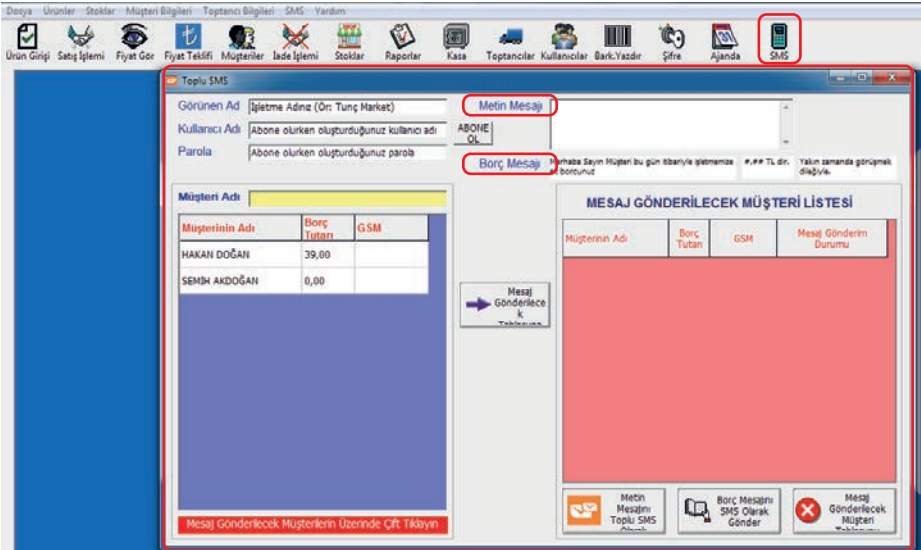 Dosya Ürünler Stoklar Müşteri Bilgileri Toptancı Bilgileri SMS Yardım
Ürün Girişi Satış İşlemi Fiyat Gör Fiyat Teklifi Müşteriler İade İşlemi Stoklar Raporlar Kasa Toptancılar Kullanıcılar Bark.Yazdır Şifre Ajanda SMS
Toplu SMS
Görünen Ad İşletme Adınız (Ör: Tunç Market)
Kullanıcı Adı Abone olurken oluşturduğunuz kullanıcı adı
Parola Abone olurken oluşturduğunuz parola
ABONE
OL
Metin Mesajı
Borç Mesajı Merhaba Sayın Müşteri bu gün itibariyle işletmemize
borcunuz
#,## TL dir.
Yakın zamanda görüşmek
dileğiyle.
Müşteri Adı
Müşterinin Adı Borç
Tutarı GSM
HAKAN DOĞAN 39,00
SEMİH AKDOĞAN 0,00
Mesaj Gönderilecek Müşterilerin Üzerinde Çift Tıklayın
Mesaj
Gönderilece
k
MESAJ GÖNDERİLECEK MÜŞTERİ LİSTESİ
Müşterinin Adı Borç
Tutarı GSM Mesaj Gönderim
Durumu
Metin
Mesajını
Toplu SMS
Borç Mesajını
SMS Olarak
Gönder
Mesaj
Gönderilecek
Müşteri